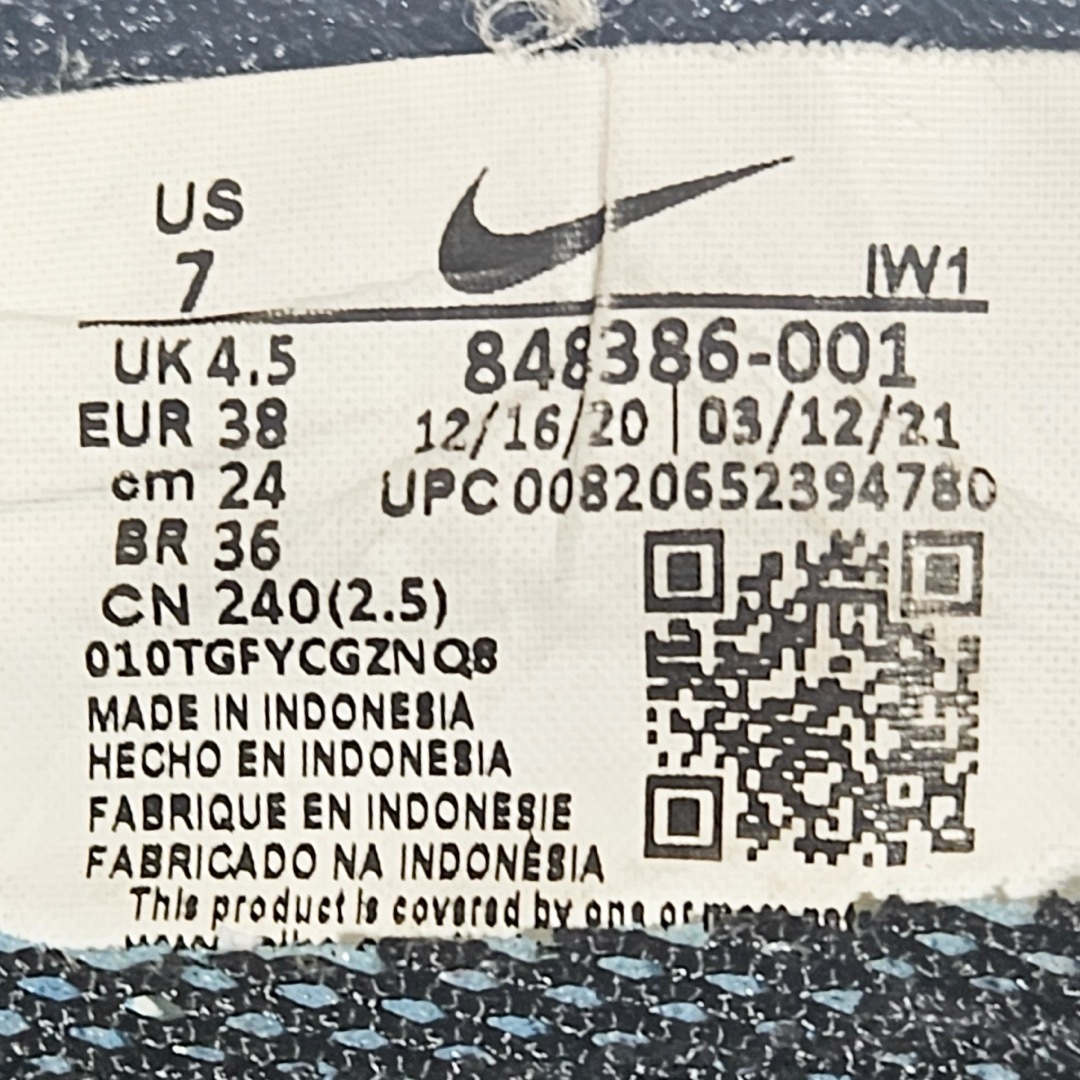 US
7
IW1
UK 4.5
848386-001
EUR 38
12/16/20 | 03/12/21
cm 24
UPC 00820652394780
BR 36
CN 240(2.5)
010TGFYCGZNQ8
MADE IN INDONESIA
HECHO EN INDONESIA
FABRIQUE EN INDONESIE
FABRICADO NA INDONÉSIA
This product is covered by one or more